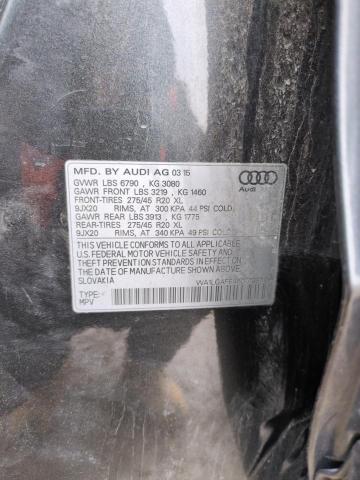 MFD. BY AUDI AG 03 15
GVWR LBS 6790 , KG 3080
GAWR FRONT LBS 3219 , KG 1460
FRONT-TIRES 275/45 R20 XL
9JX20 RIMS, AT 300 KPA 44 PSI COLD
GAWR REAR LBS 3913 , KG 1775
REAR-TIRES 275/45 R20 XL
9JX20 RIMS, AT 340 KPA 49 PSI COLD
THIS VEHICLE CONFORMS TO ALL APPLICABLE
U.S. FEDERAL MOTOR VEHICLE SAFETY AND
THEFT PREVENTION STANDARDS IN EFFECT ON
THE DATE OF MANUFACTURE SHOWN ABOVE.
SLOVAKIA
TYPE:
MPV